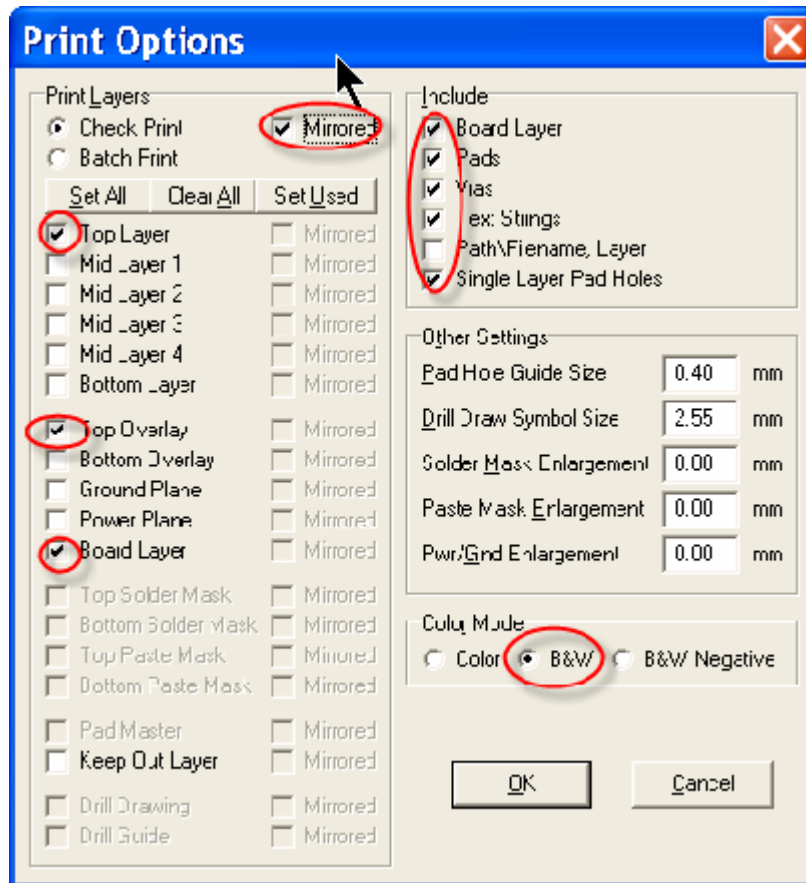 Print Options
Print Layers
Check Print
Mirrored
Batch Print
Set All
Clear All
Set Used
Top Layer Mirrored
Mid Layer 1 Mirrored
Mid Layer 2 Mirrored
Mid Layer 3 Mirrored
Mid Layer 4 Mirrored
Bottom Layer Mirrored
Top Overlay Mirrored
Bottom Overlay Mirrored
Ground Plane Mirrored
Power Plane Mirrored
Board Layer Mirrored
Top Solder Mask Mirrored
Bottom Solder Mask Mirrored
Top Paste Mask Mirrored
Bottom Paste Mask Mirrored
Pad Master Mirrored
Keep Out Layer Mirrored
Drill Drawing Mirrored
Drill Guide Mirrored
Include
Board Layer
Pads
Vias
Text Strings
Path\Filename, Layer
Single Layer Pad Holes
Other Settings
Pad Hole Guide Size 0.40 mm
Drill Draw Symbol Size 2.55 mm
Solder Mask Enlargement 0.00 mm
Paste Mask Enlargement 0.00 mm
Pwr/Gnd Enlargement 0.00 mm
Color Mode
Color B&W B&W Negative
OK
Cancel